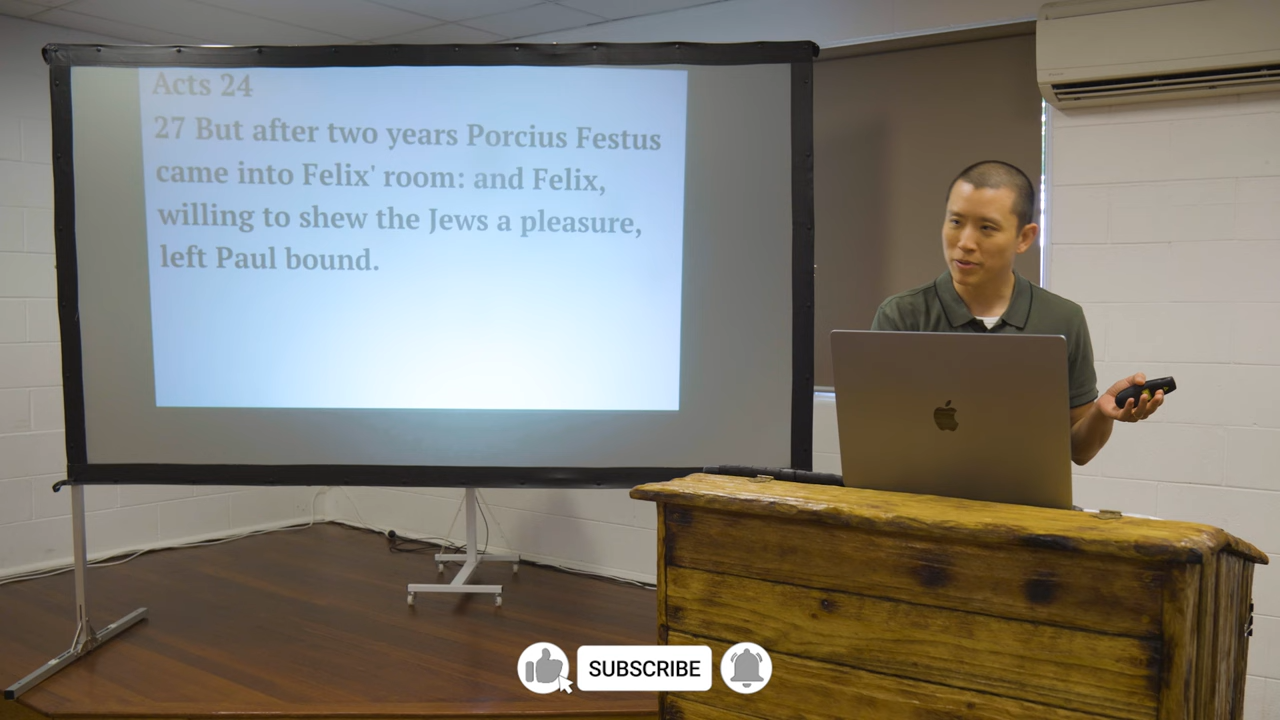 Acts 24
27 But after two years Porcius Festus
came into Felix' room: and Felix,
willing to shew the Jews a pleasure,
left Paul bound.
SUBSCRIBE